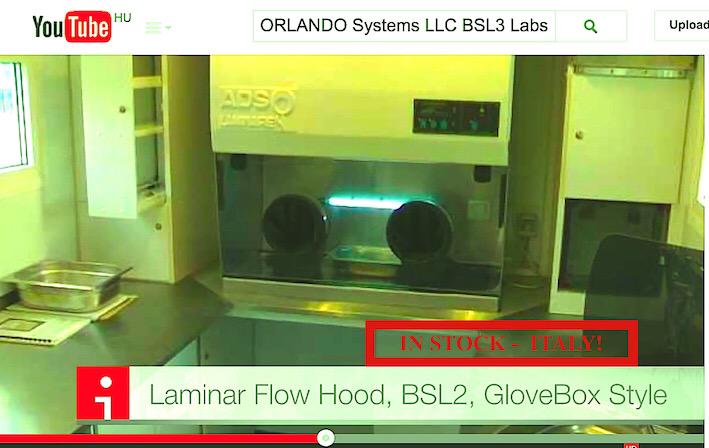 YouTube HU
ORLANDO Systems LLC BSL3 Labs
Upload
ADS
LAMINAIRE
IN STOCK - ITALY!
i
Laminar Flow Hood, BSL2, GloveBox Style
HD